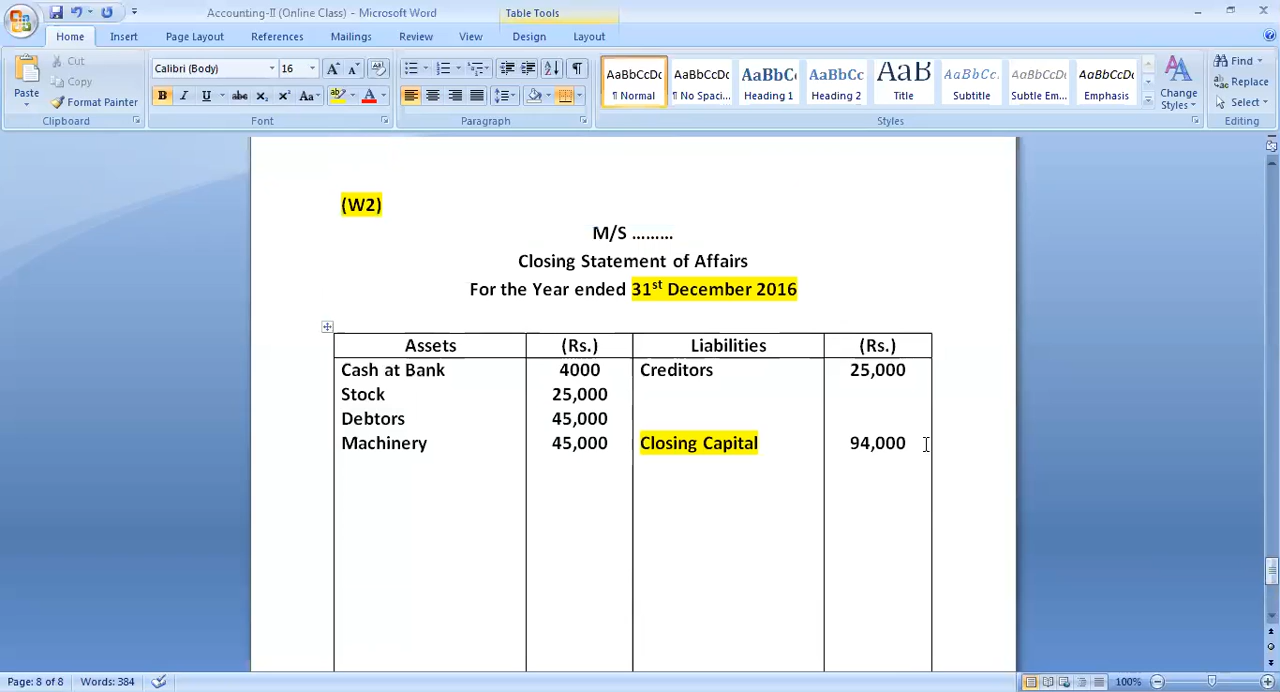 Accounting-II (Online Class) - Microsoft Word
Table Tools
Home Insert Page Layout References Mailings Review View Design Layout
Paste
Cut
Copy
Format Painter
Clipboard
Calibri (Body) 16
Font
Paragraph
AaBbCcDc AaBbCcDc AaBbC AaBbCc AaB AaBbCc. AaBbCcDc AaBbCcDc
¶ Normal ¶ No Spaci... Heading 1 Heading 2 Title Subtitle Subtle Em... Emphasis
Change Styles
Styles
Find
Replace
Select
Editing
(W2)
M/S .........
Closing Statement of Affairs
For the Year ended 31st December 2016
Assets (Rs.) Liabilities (Rs.)
Cash at Bank 4000 Creditors 25,000
Stock 25,000
Debtors 45,000
Machinery 45,000 Closing Capital 94,000
Page: 8 of 8 Words: 384 100%